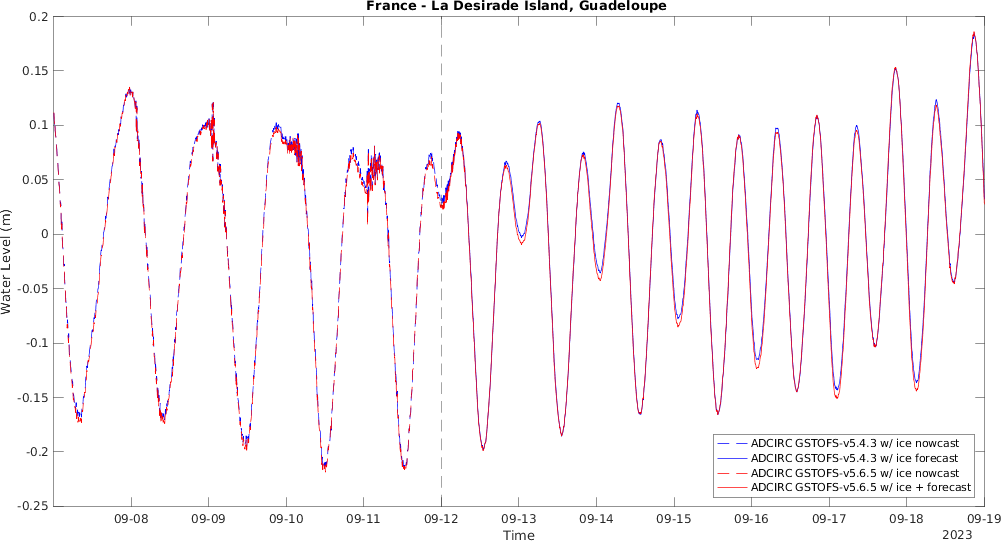 France - La Desirade Island, Guadeloupe
0.2
0.15
0.1
0.05
0
-0.05
-0.1
-0.15
-0.2
-0.25
Water Level (m)
ADCIRC GSTOFS-v5.4.3 w/ ice nowcast
ADCIRC GSTOFS-v5.4.3 w/ ice forecast
ADCIRC GSTOFS-v5.6.5 w/ ice nowcast
ADCIRC GSTOFS-v5.6.5 w/ ice + forecast
09-08 09-09 09-10 09-11 09-12 09-13 09-14 09-15 09-16 09-17 09-18 09-19
Time
2023